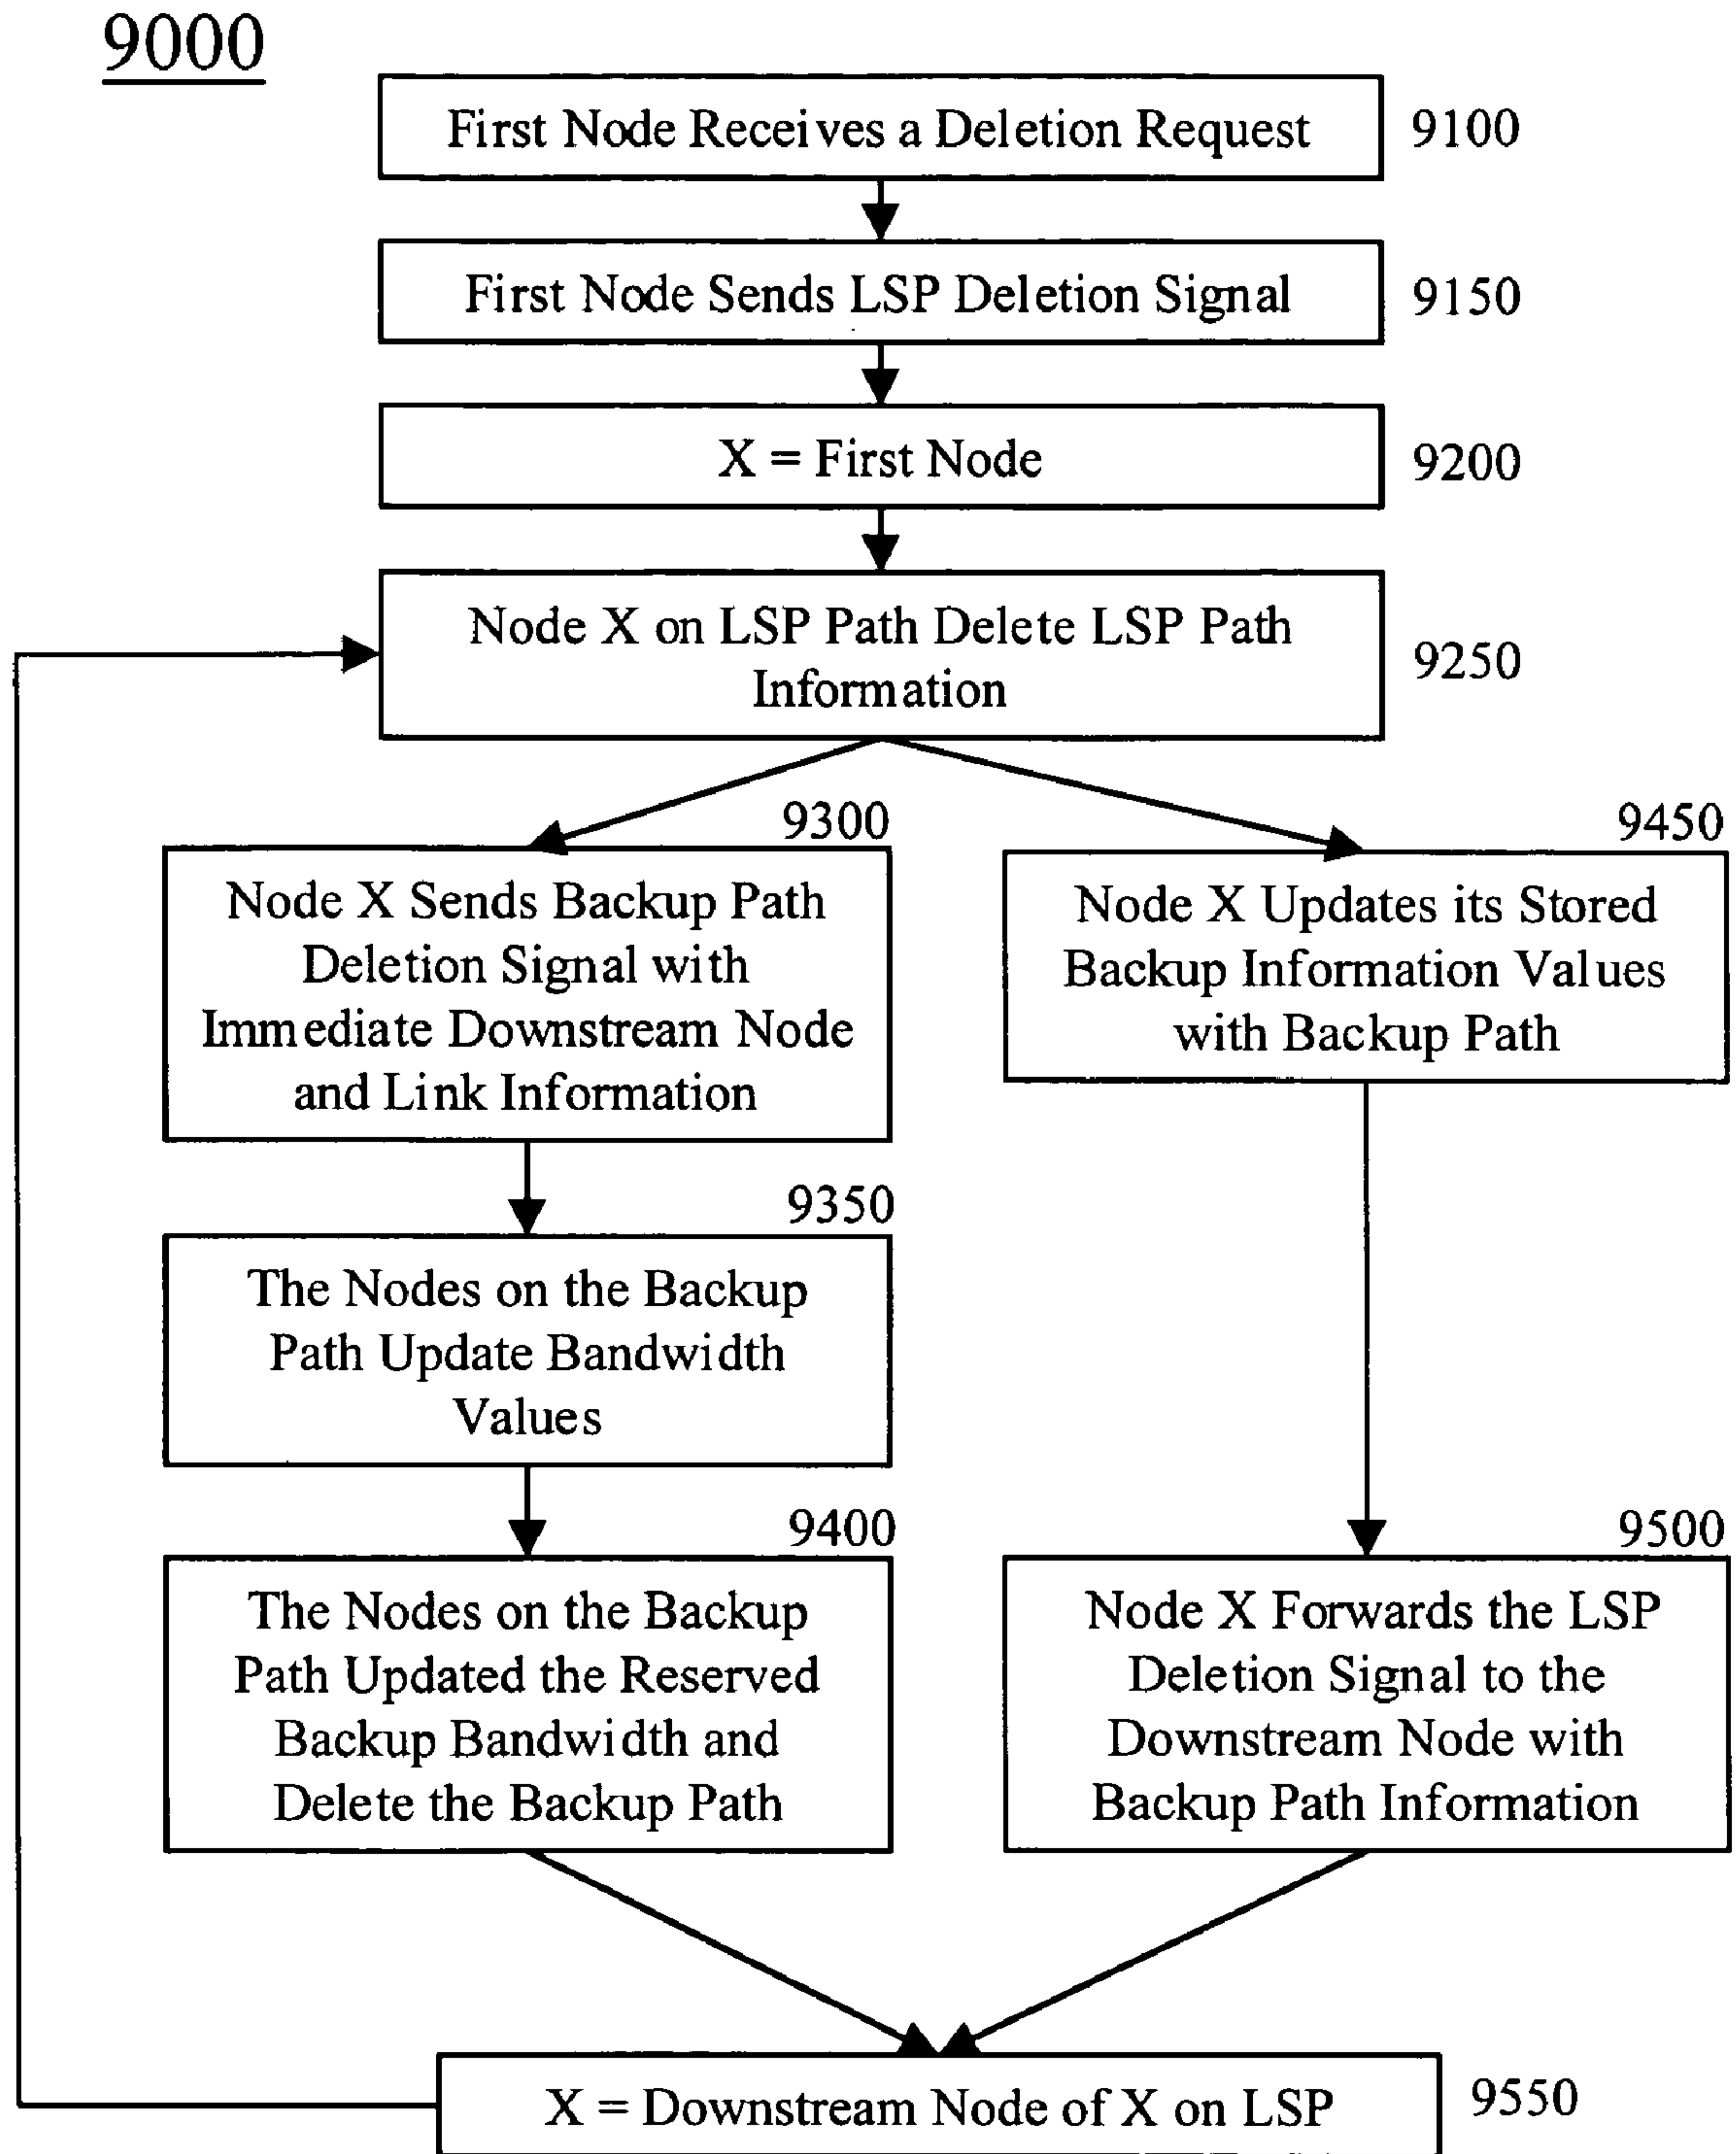 9000
First Node Receives a Deletion Request
9100
First Node Sends LSP Deletion Signal
9150
X = First Node
9200
Node X on LSP Path Delete LSP Path
Information
9250
9300
Node X Sends Backup Path
Deletion Signal with
Immediate Downstream Node
and Link Information
9450
Node X Updates its Stored
Backup Information Values
with Backup Path
9350
The Nodes on the Backup
Path Update Bandwidth
Values
9400
The Nodes on the Backup
Path Updated the Reserved
Backup Bandwidth and
Delete the Backup Path
9500
Node X Forwards the LSP
Deletion Signal to the
Downstream Node with
Backup Path Information
X = Downstream Node of X on LSP
9550